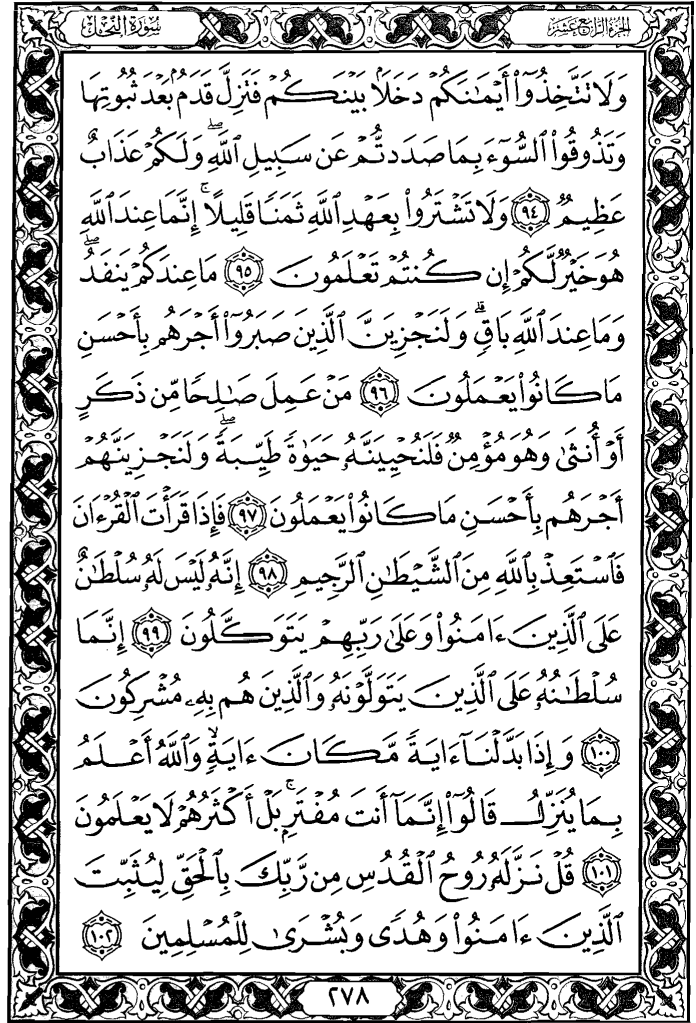 الجزء الرابع عشر
سورة النحل
وَلَا تَتَّخِذُوٓا۟ أَيْمَٰنَكُمْ دَخَلًۢا بَيْنَكُمْ فَتَزِلَّ قَدَمٌۢ بَعْدَ ثُبُوتِهَا
وَتَذُوقُوا۟ ٱلسُّوٓءَ بِمَا صَدَدتُّمْ عَن سَبِيلِ ٱللَّهِ ۖ وَلَكُمْ عَذَابٌ
عَظِيمٌ ٩٤ وَلَا تَشْتَرُوا۟ بِعَهْدِ ٱللَّهِ ثَمَنًا قَلِيلًا ۚ إِنَّمَا عِندَ ٱللَّهِ
هُوَ خَيْرٌ لَّكُمْ إِن كُنتُمْ تَعْلَمُونَ ٩٥ مَا عِندَكُمْ يَنفَدُ ۖ
وَمَا عِندَ ٱللَّهِ بَاقٍ ۗ وَلَنَجْزِيَنَّ ٱلَّذِينَ صَبَرُوٓا۟ أَجْرَهُم بِأَحْسَنِ
مَا كَانُوا۟ يَعْمَلُونَ ٩٦ مَنْ عَمِلَ صَٰلِحًا مِّن ذَكَرٍ
أَوْ أُنثَىٰ وَهُوَ مُؤْمِنٌ فَلَنُحْيِيَنَّهُۥ حَيَوٰةً طَيِّبَةً ۖ وَلَنَجْزِيَنَّهُمْ
أَجْرَهُم بِأَحْسَنِ مَا كَانُوا۟ يَعْمَلُونَ ٩٧ فَإِذَا قَرَأْتَ ٱلْقُرْءَانَ
فَٱسْتَعِذْ بِٱللَّهِ مِنَ ٱلشَّيْطَٰنِ ٱلرَّجِيمِ ٩٨ إِنَّهُۥ لَيْسَ لَهُۥ سُلْطَٰنٌ
عَلَى ٱلَّذِينَ ءَامَنُوا۟ وَعَلَىٰ رَبِّهِمْ يَتَوَكَّلُونَ ٩٩ إِنَّمَا
سُلْطَٰنُهُۥ عَلَى ٱلَّذِينَ يَتَوَلَّوْنَهُۥ وَٱلَّذِينَ هُم بِهِۦ مُشْرِكُونَ
١٠٠ وَإِذَا بَدَّلْنَآ ءَايَةً مَّكَانَ ءَايَةٍ ۙ وَٱللَّهُ أَعْلَمُ
بِمَا يُنَزِّلُ قَالُوٓا۟ إِنَّمَآ أَنتَ مُفْتَرٍۭ ۚ بَلْ أَكْثَرُهُمْ لَا يَعْلَمُونَ
١٠١ قُلْ نَزَّلَهُۥ رُوحُ ٱلْقُدُسِ مِن رَّبِّكَ بِٱلْحَقِّ لِيُثَبِّتَ
ٱلَّذِينَ ءَامَنُوا۟ وَهُدًى وَبُشْرَىٰ لِلْمُسْلِمِينَ ١٠٢
٢٧٨